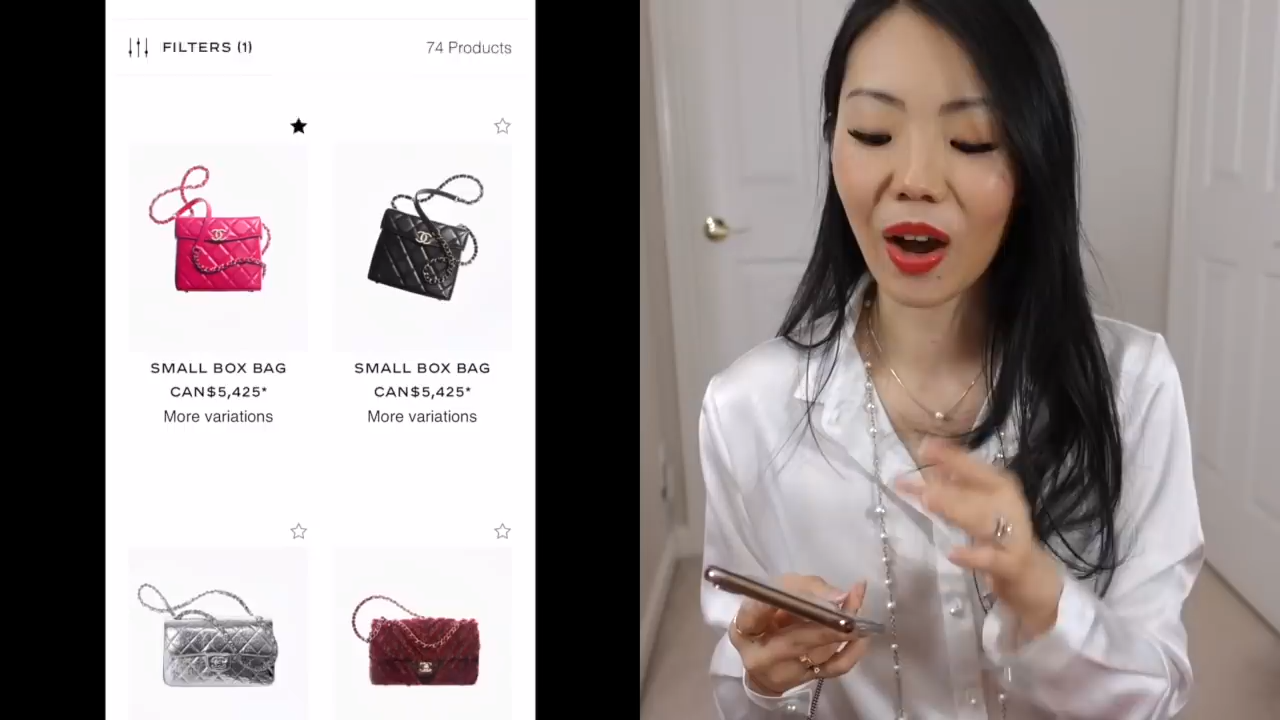 FILTERS (1)
74 Products
SMALL BOX BAG
CAN$5,425*
More variations
SMALL BOX BAG
CAN$5,425*
More variations